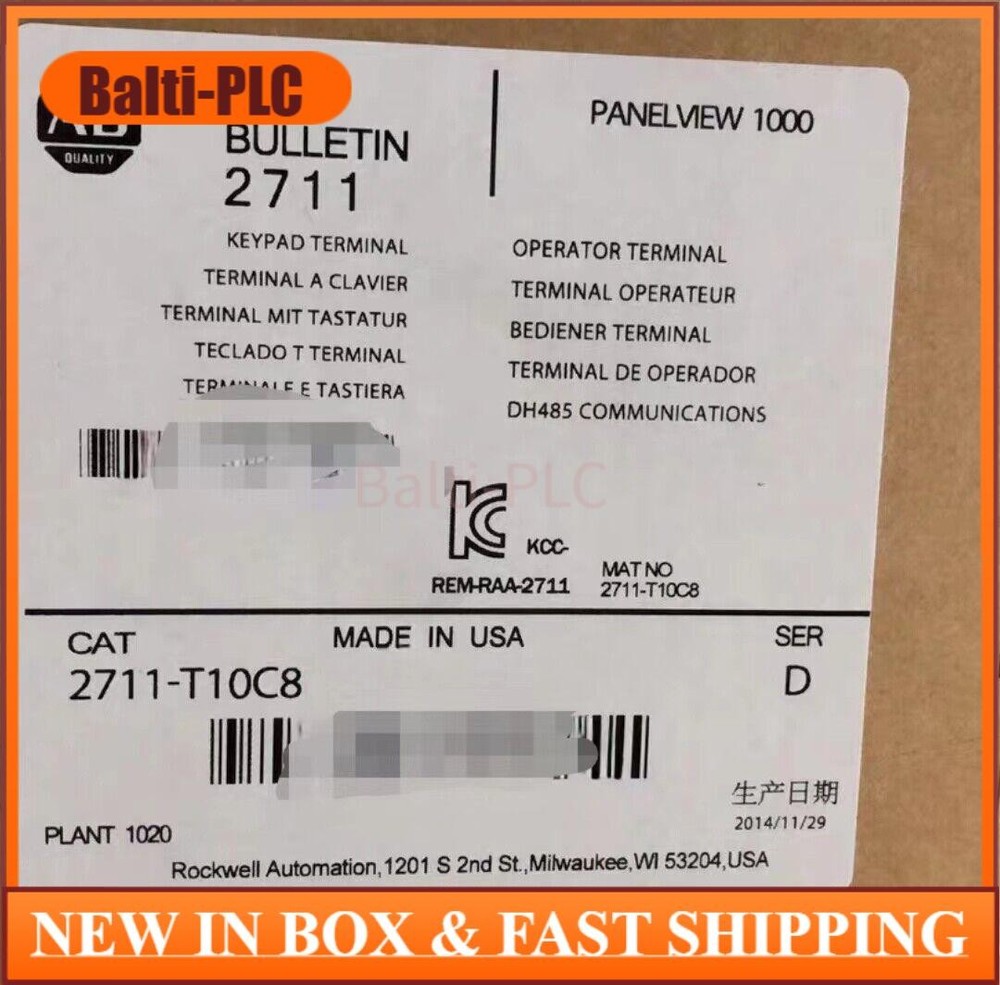 Balti-PLC
QUALITY
BULLETIN
2711
PANELVIEW 1000
KEYPAD TERMINAL
TERMINAL A CLAVIER
TERMINAL MIT TASTATUR
TECLADO T TERMINAL
E TASTIERA
OPERATOR TERMINAL
TERMINAL OPERATEUR
BEDIENER TERMINAL
TERMINAL DE OPERADOR
DH485 COMMUNICATIONS
Balti-PLC
KCC-
REM-RAA-2711
MAT NO
2711-T10C8
CAT
2711-T10C8
MADE IN USA
SER
D
生产日期
2014/11/29
PLANT 1020
Rockwell Automation,1201 S 2nd St.,Milwaukee,WI 53204,USA
NEW IN BOX & FAST SHIPPING